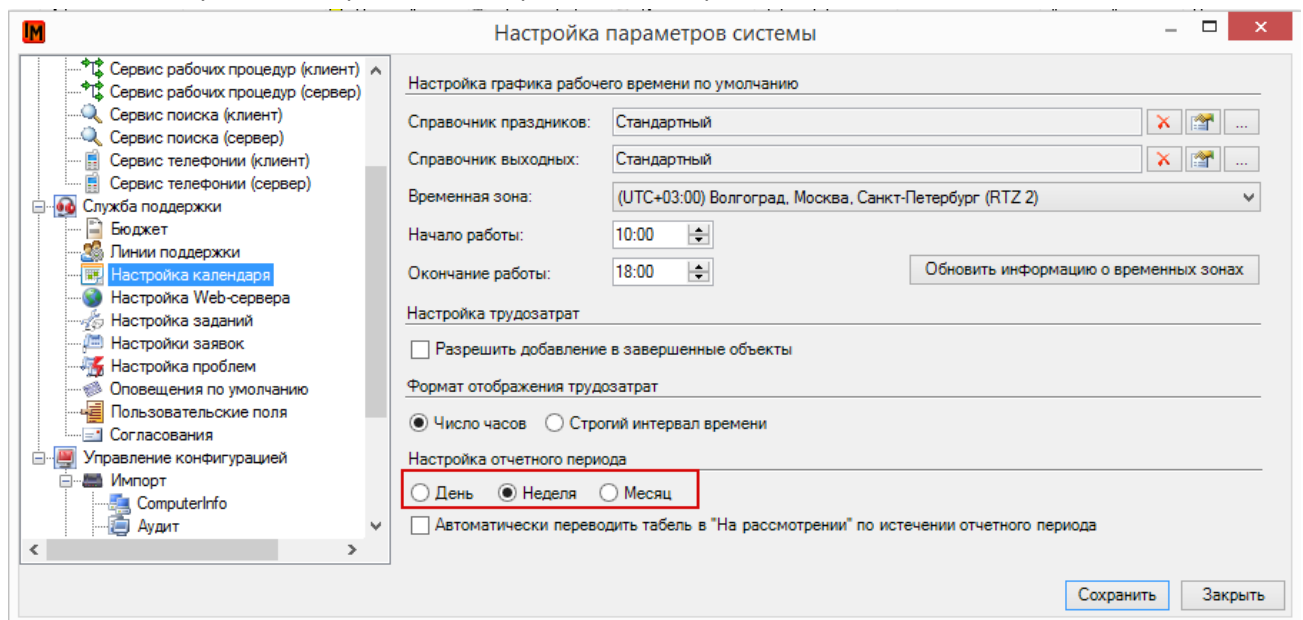 IM
Настройка параметров системы
Сервис рабочих процедур (клиент)
Сервис рабочих процедур (сервер)
Сервис поиска (клиент)
Сервис поиска (сервер)
Сервис телефонии (клиент)
Сервис телефонии (сервер)
Служба поддержки
Бюджет
Линии поддержки
Настройка календаря
Настройка Web-сервера
Настройка заданий
Настройки заявок
Настройка проблем
Оповещения по умолчанию
Пользовательские поля
Согласования
Управление конфигурацией
Импорт
ComputerInfo
Аудит
Настройка графика рабочего времени по умолчанию
Справочник праздников: Стандартный ...
Справочник выходных: Стандартный ...
Временная зона: (UTC+03:00) Волгоград, Москва, Санкт-Петербург (RTZ 2)
Начало работы: 10:00
Окончание работы: 18:00 Обновить информацию о временных зонах
Настройка трудозатрат
Разрешить добавление в завершенные объекты
Формат отображения трудозатрат
Число часов Строгий интервал времени
Настройка отчетного периода
День Неделя Месяц
Автоматически переводить табель в "На рассмотрении" по истечении отчетного периода
Сохранить Закрыть